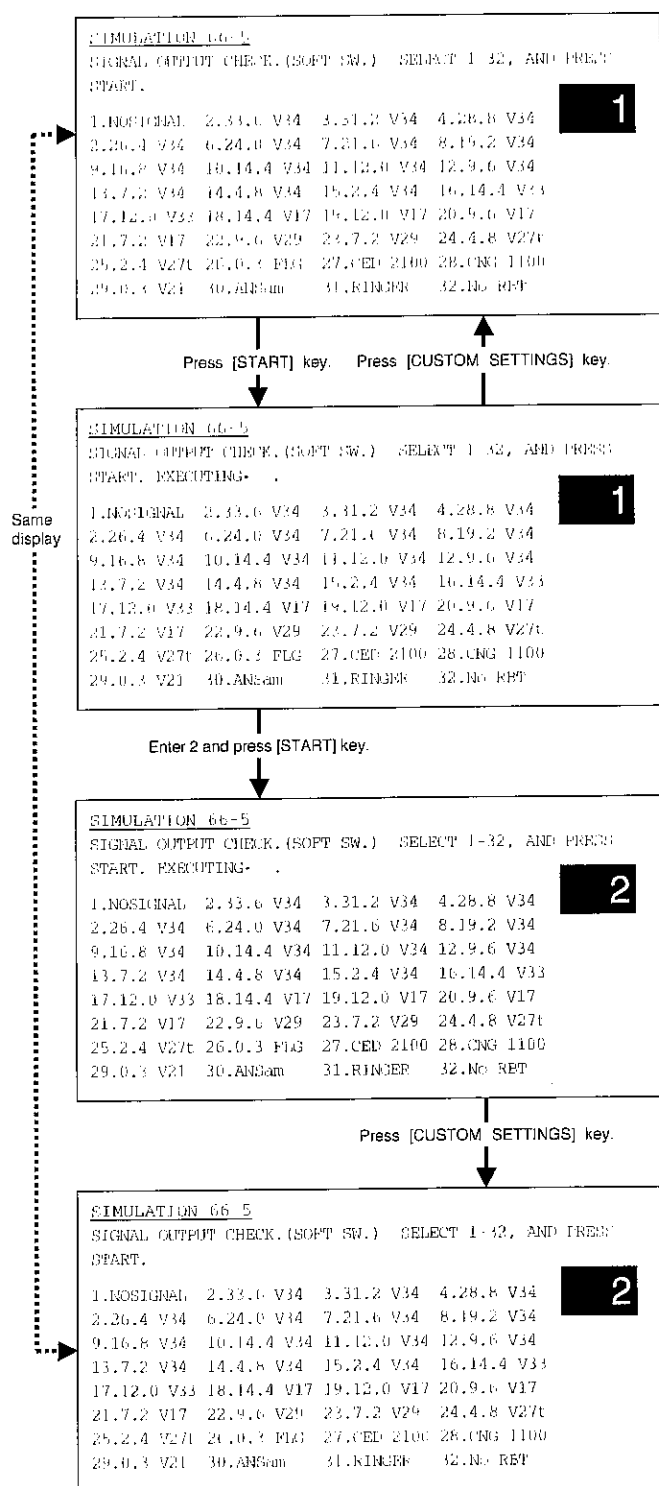 SIMULATION 66-5
SIGNAL OUTPUT CHECK.(SOFT SW.) SELECT 1-32, AND PRESS
START.
1
1.NOSIGNAL 2.33.6 V34 3.31.2 V34 4.28.8 V34
2.26.4 V34 6.24.0 V34 7.21.6 V34 8.19.2 V34
9.16.8 V34 10.14.4 V34 11.12.0 V34 12.9.6 V34
13.7.2 V34 14.4.8 V34 15.2.4 V34 16.14.4 V33
17.12.0 V33 18.14.4 V17 19.12.0 V17 20.9.6 V17
21.7.2 V17 22.9.6 V29 23.7.2 V29 24.4.8 V27t
25.2.4 V27t 26.0.3 FLG 27.CED 2100 28.CNG 1100
29.0.3 V21 30.ANSam 31.RINGER 32.No RBT
Press [START] key. Press [CUSTOM SETTINGS] key.
SIMULATION 66-5
SIGNAL OUTPUT CHECK.(SOFT SW.) SELECT 1-32, AND PRESS
START. EXECUTING- .
1
1.NOSIGNAL 2.33.6 V34 3.31.2 V34 4.28.8 V34
Same
display
2.26.4 V34 6.24.0 V34 7.21.6 V34 8.19.2 V34
9.16.8 V34 10.14.4 V34 11.12.0 V34 12.9.6 V34
13.7.2 V34 14.4.8 V34 15.2.4 V34 16.14.4 V33
17.12.0 V33 18.14.4 V17 19.12.0 V17 20.9.6 V17
21.7.2 V17 22.9.6 V29 23.7.2 V29 24.4.8 V27t
25.2.4 V27t 26.0.3 FLG 27.CED 2100 28.CNG 1100
29.0.3 V21 30.ANSam 31.RINGER 32.No RBT
Enter 2 and press [START] key.
SIMULATION 66-5
SIGNAL OUTPUT CHECK.(SOFT SW.) SELECT 1-32, AND PRESS
START. EXECUTING- .
2
1.NOSIGNAL 2.33.6 V34 3.31.2 V34 4.28.8 V34
2.26.4 V34 6.24.0 V34 7.21.6 V34 8.19.2 V34
9.16.8 V34 10.14.4 V34 11.12.0 V34 12.9.6 V34
13.7.2 V34 14.4.8 V34 15.2.4 V34 16.14.4 V33
17.12.0 V33 18.14.4 V17 19.12.0 V17 20.9.6 V17
21.7.2 V17 22.9.6 V29 23.7.2 V29 24.4.8 V27t
25.2.4 V27t 26.0.3 FLG 27.CED 2100 28.CNG 1100
29.0.3 V21 30.ANSam 31.RINGER 32.No RBT
Press [CUSTOM SETTINGS] key.
SIMULATION 66-5
SIGNAL OUTPUT CHECK.(SOFT SW.) SELECT 1-32, AND PRESS
START.
2
1.NOSIGNAL 2.33.6 V34 3.31.2 V34 4.28.8 V34
2.26.4 V34 6.24.0 V34 7.21.6 V34 8.19.2 V34
9.16.8 V34 10.14.4 V34 11.12.0 V34 12.9.6 V34
13.7.2 V34 14.4.8 V34 15.2.4 V34 16.14.4 V33
17.12.0 V33 18.14.4 V17 19.12.0 V17 20.9.6 V17
21.7.2 V17 22.9.6 V29 23.7.2 V29 24.4.8 V27t
25.2.4 V27t 26.0.3 FLG 27.CED 2100 28.CNG 1100
29.0.3 V21 30.ANSam 31.RINGER 32.No RBT